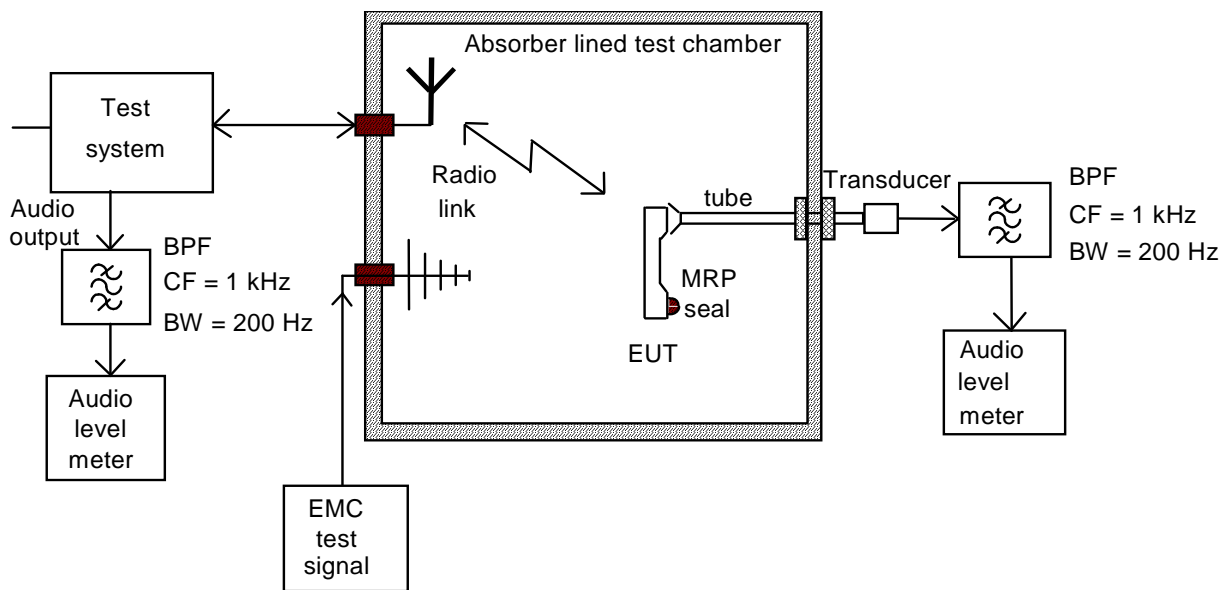 Absorber lined test chamber
Test
system
Radio
link
tube
Transducer
BPF
CF = 1 kHz
BW = 200 Hz
Audio
output
BPF
CF = 1 kHz
BW = 200 Hz
MRP
seal
EUT
Audio
level
meter
Audio
level
meter
EMC
test
signal